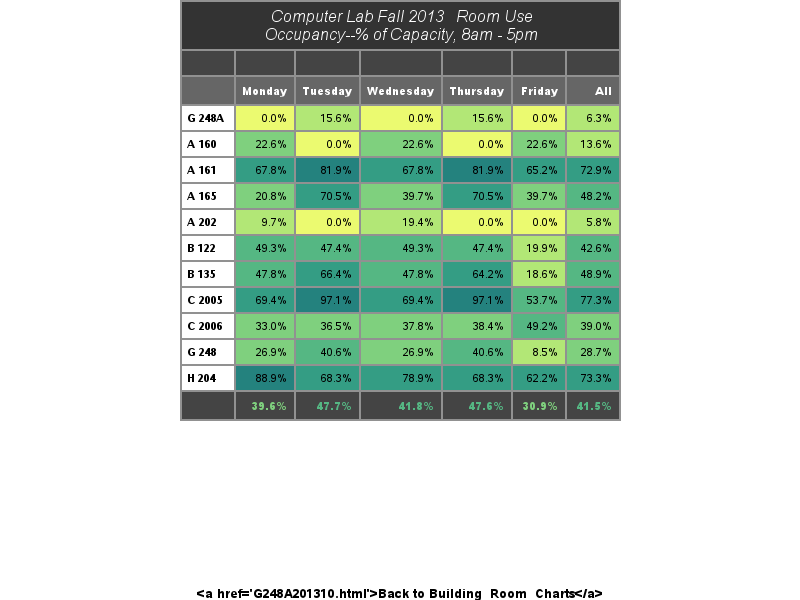 Computer Lab Fall 2013 Room Use
Occupancy--% of Capacity, 8am - 5pm
Monday Tuesday Wednesday Thursday Friday All
G 248A 0.0% 15.6% 0.0% 15.6% 0.0% 6.3%
A 160 22.6% 0.0% 22.6% 0.0% 22.6% 13.6%
A 161 67.8% 81.9% 67.8% 81.9% 65.2% 72.9%
A 165 20.8% 70.5% 39.7% 70.5% 39.7% 48.2%
A 202 9.7% 0.0% 19.4% 0.0% 0.0% 5.8%
B 122 49.3% 47.4% 49.3% 47.4% 19.9% 42.6%
B 135 47.8% 66.4% 47.8% 64.2% 18.6% 48.9%
C 2005 69.4% 97.1% 69.4% 97.1% 53.7% 77.3%
C 2006 33.0% 36.5% 37.8% 38.4% 49.2% 39.0%
G 248 26.9% 40.6% 26.9% 40.6% 8.5% 28.7%
H 204 88.9% 68.3% 78.9% 68.3% 62.2% 73.3%
39.6% 47.7% 41.8% 47.6% 30.9% 41.5%
<a href='G248A201310.html'>Back to Building Room Charts</a>